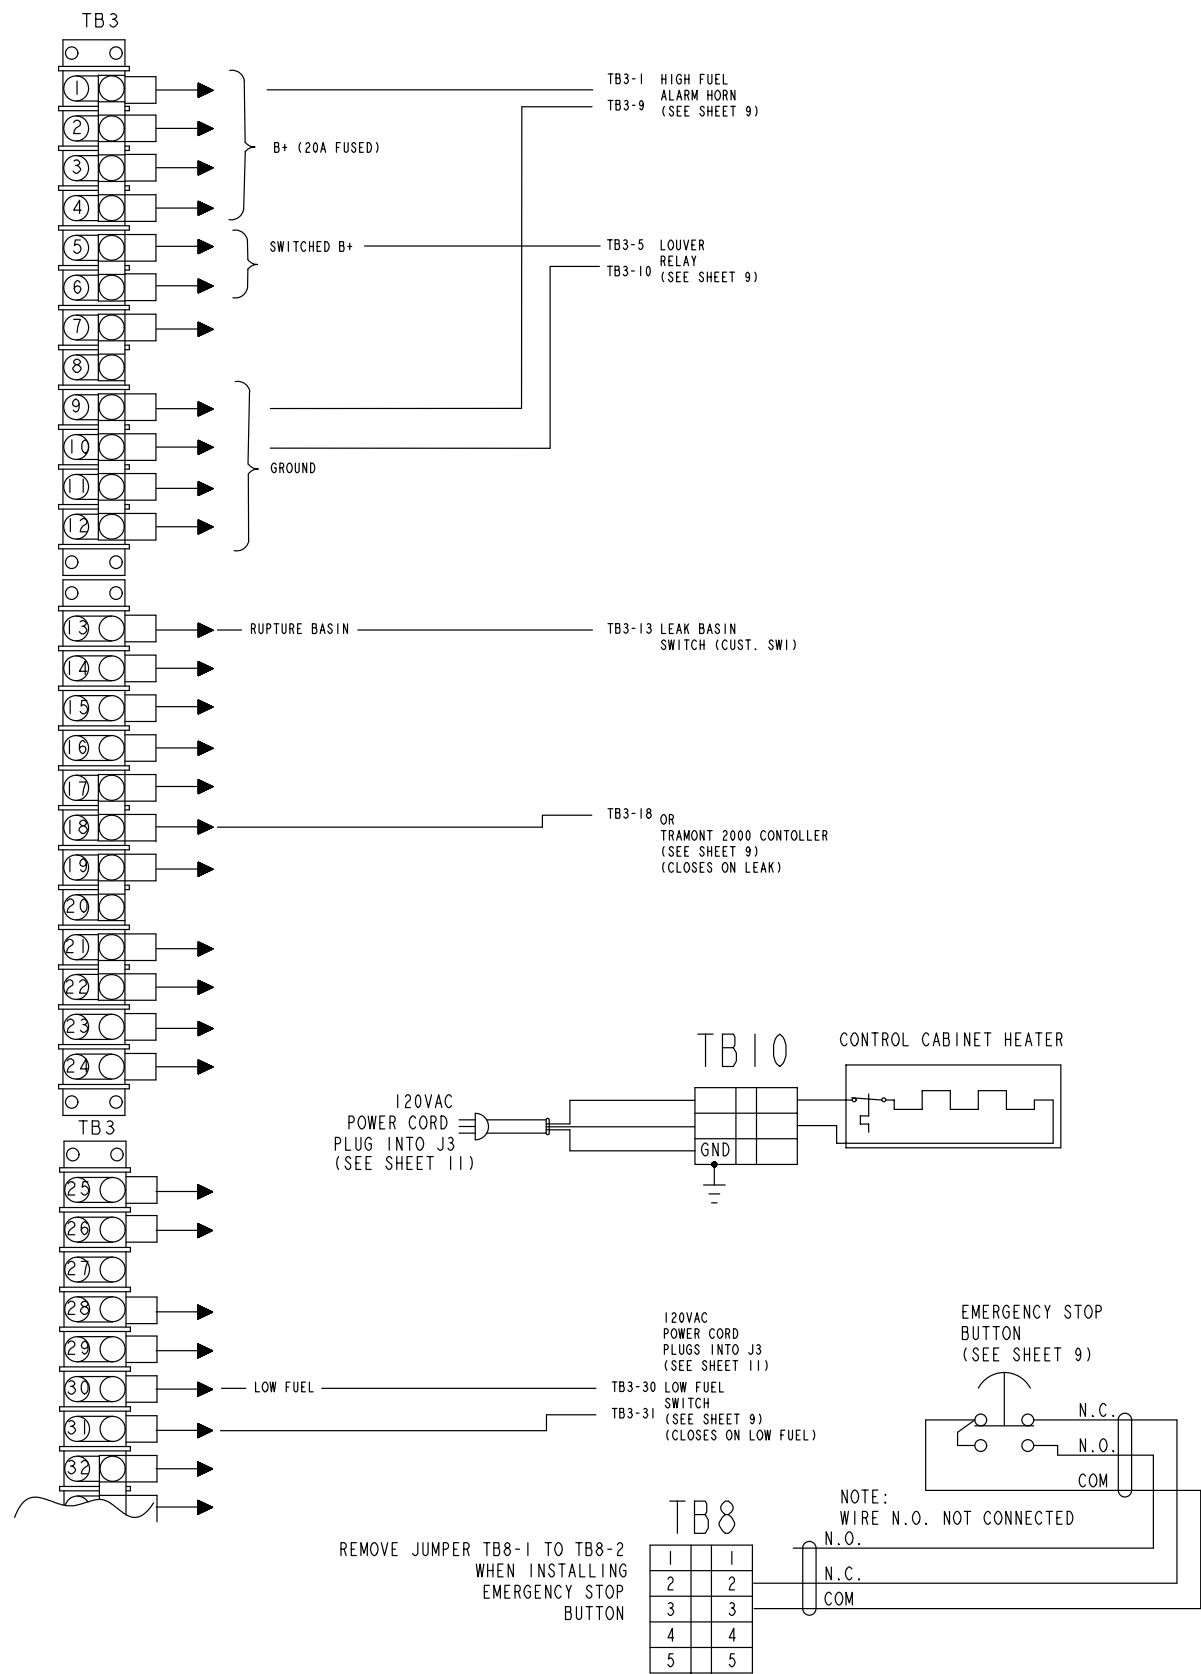 TB3
1
2
3
4
5
6
7
8
9
10
11
12
B+ (20A FUSED)
SWITCHED B+
GROUND
TB3-1 HIGH FUEL
ALARM HORN
TB3-9 (SEE SHEET 9)
TB3-5 LOUVER
RELAY
TB3-10 (SEE SHEET 9)
13
14
15
16
17
18
19
20
21
22
23
24
RUPTURE BASIN
TB3-13 LEAK BASIN
SWITCH (CUST. SWI)
TB3-18 OR
TRAMONT 2000 CONTOLLER
(SEE SHEET 9)
(CLOSES ON LEAK)
TB10
CONTROL CABINET HEATER
120VAC
POWER CORD
PLUG INTO J3
(SEE SHEET 11)
GND
TB3
25
26
27
28
29
30
31
32
LOW FUEL
120VAC
POWER CORD
PLUGS INTO J3
(SEE SHEET 11)
TB3-30 LOW FUEL
SWITCH
TB3-31 (SEE SHEET 9)
(CLOSES ON LOW FUEL)
EMERGENCY STOP
BUTTON
(SEE SHEET 9)
N.C.
N.O.
COM
NOTE:
WIRE N.O. NOT CONNECTED
TB8
REMOVE JUMPER TB8-1 TO TB8-2
WHEN INSTALLING
EMERGENCY STOP
BUTTON
1 1
2 2
3 3
4 4
5 5
N.O.
N.C.
COM